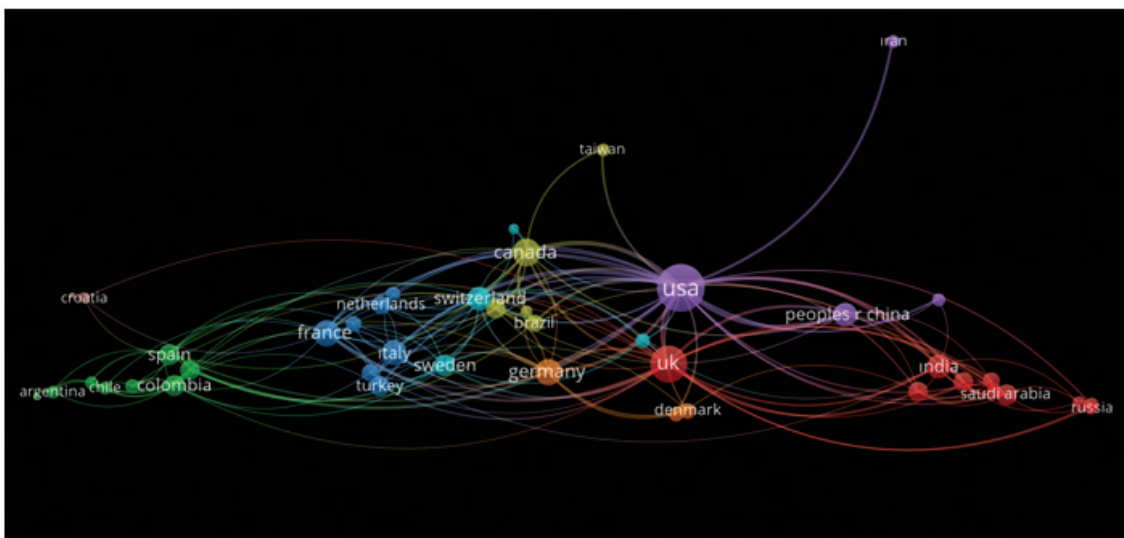 iran
taiwan
canada
croatia
netherlands
switzerland
usa
peoples r china
brazil
france
spain
italy
sweden
germany
uk
india
argentina
chile
colombia
turkey
saudi arabia
denmark
russia